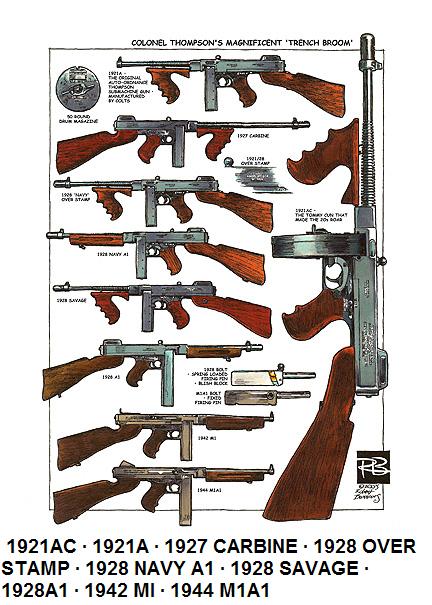 COLONEL THOMPSON'S MAGNIFICENT 'TRENCH BROOM'
1921A -
THE ORIGINAL
AUTO-ORDNANCE
THOMPSON
SUBMACHINE GUN -
MANUFACTURED
BY COLTS
50 ROUND
DRUM MAGAZINE
1927 CARBINE
1921/28
OVER STAMP
1928 'NAVY'
OVER STAMP
1921AC -
THE TOMMY GUN THAT
MADE THE 20s ROAR
1928 NAVY A1
1928 SAVAGE
1928 A1
1928 BOLT
- SPRING LOADED
FIRING PIN
- BLISH BLOCK
M1A1 BOLT
- FIXED
FIRING PIN
1942 M1
1944 M1A1
1921AC · 1921A · 1927 CARBINE · 1928 OVER
STAMP · 1928 NAVY A1 · 1928 SAVAGE ·
1928A1 · 1942 MI · 1944 M1A1